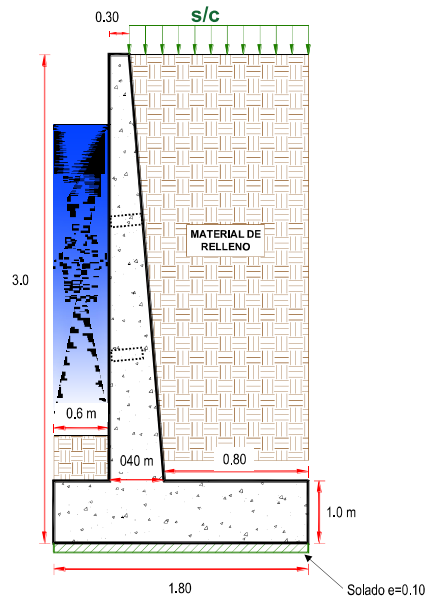 s/c
0.30
MATERIAL DE
RELLENO
3.0
0.6 m
040 m
0.80
1.0 m
1.80
Solado e=0.10